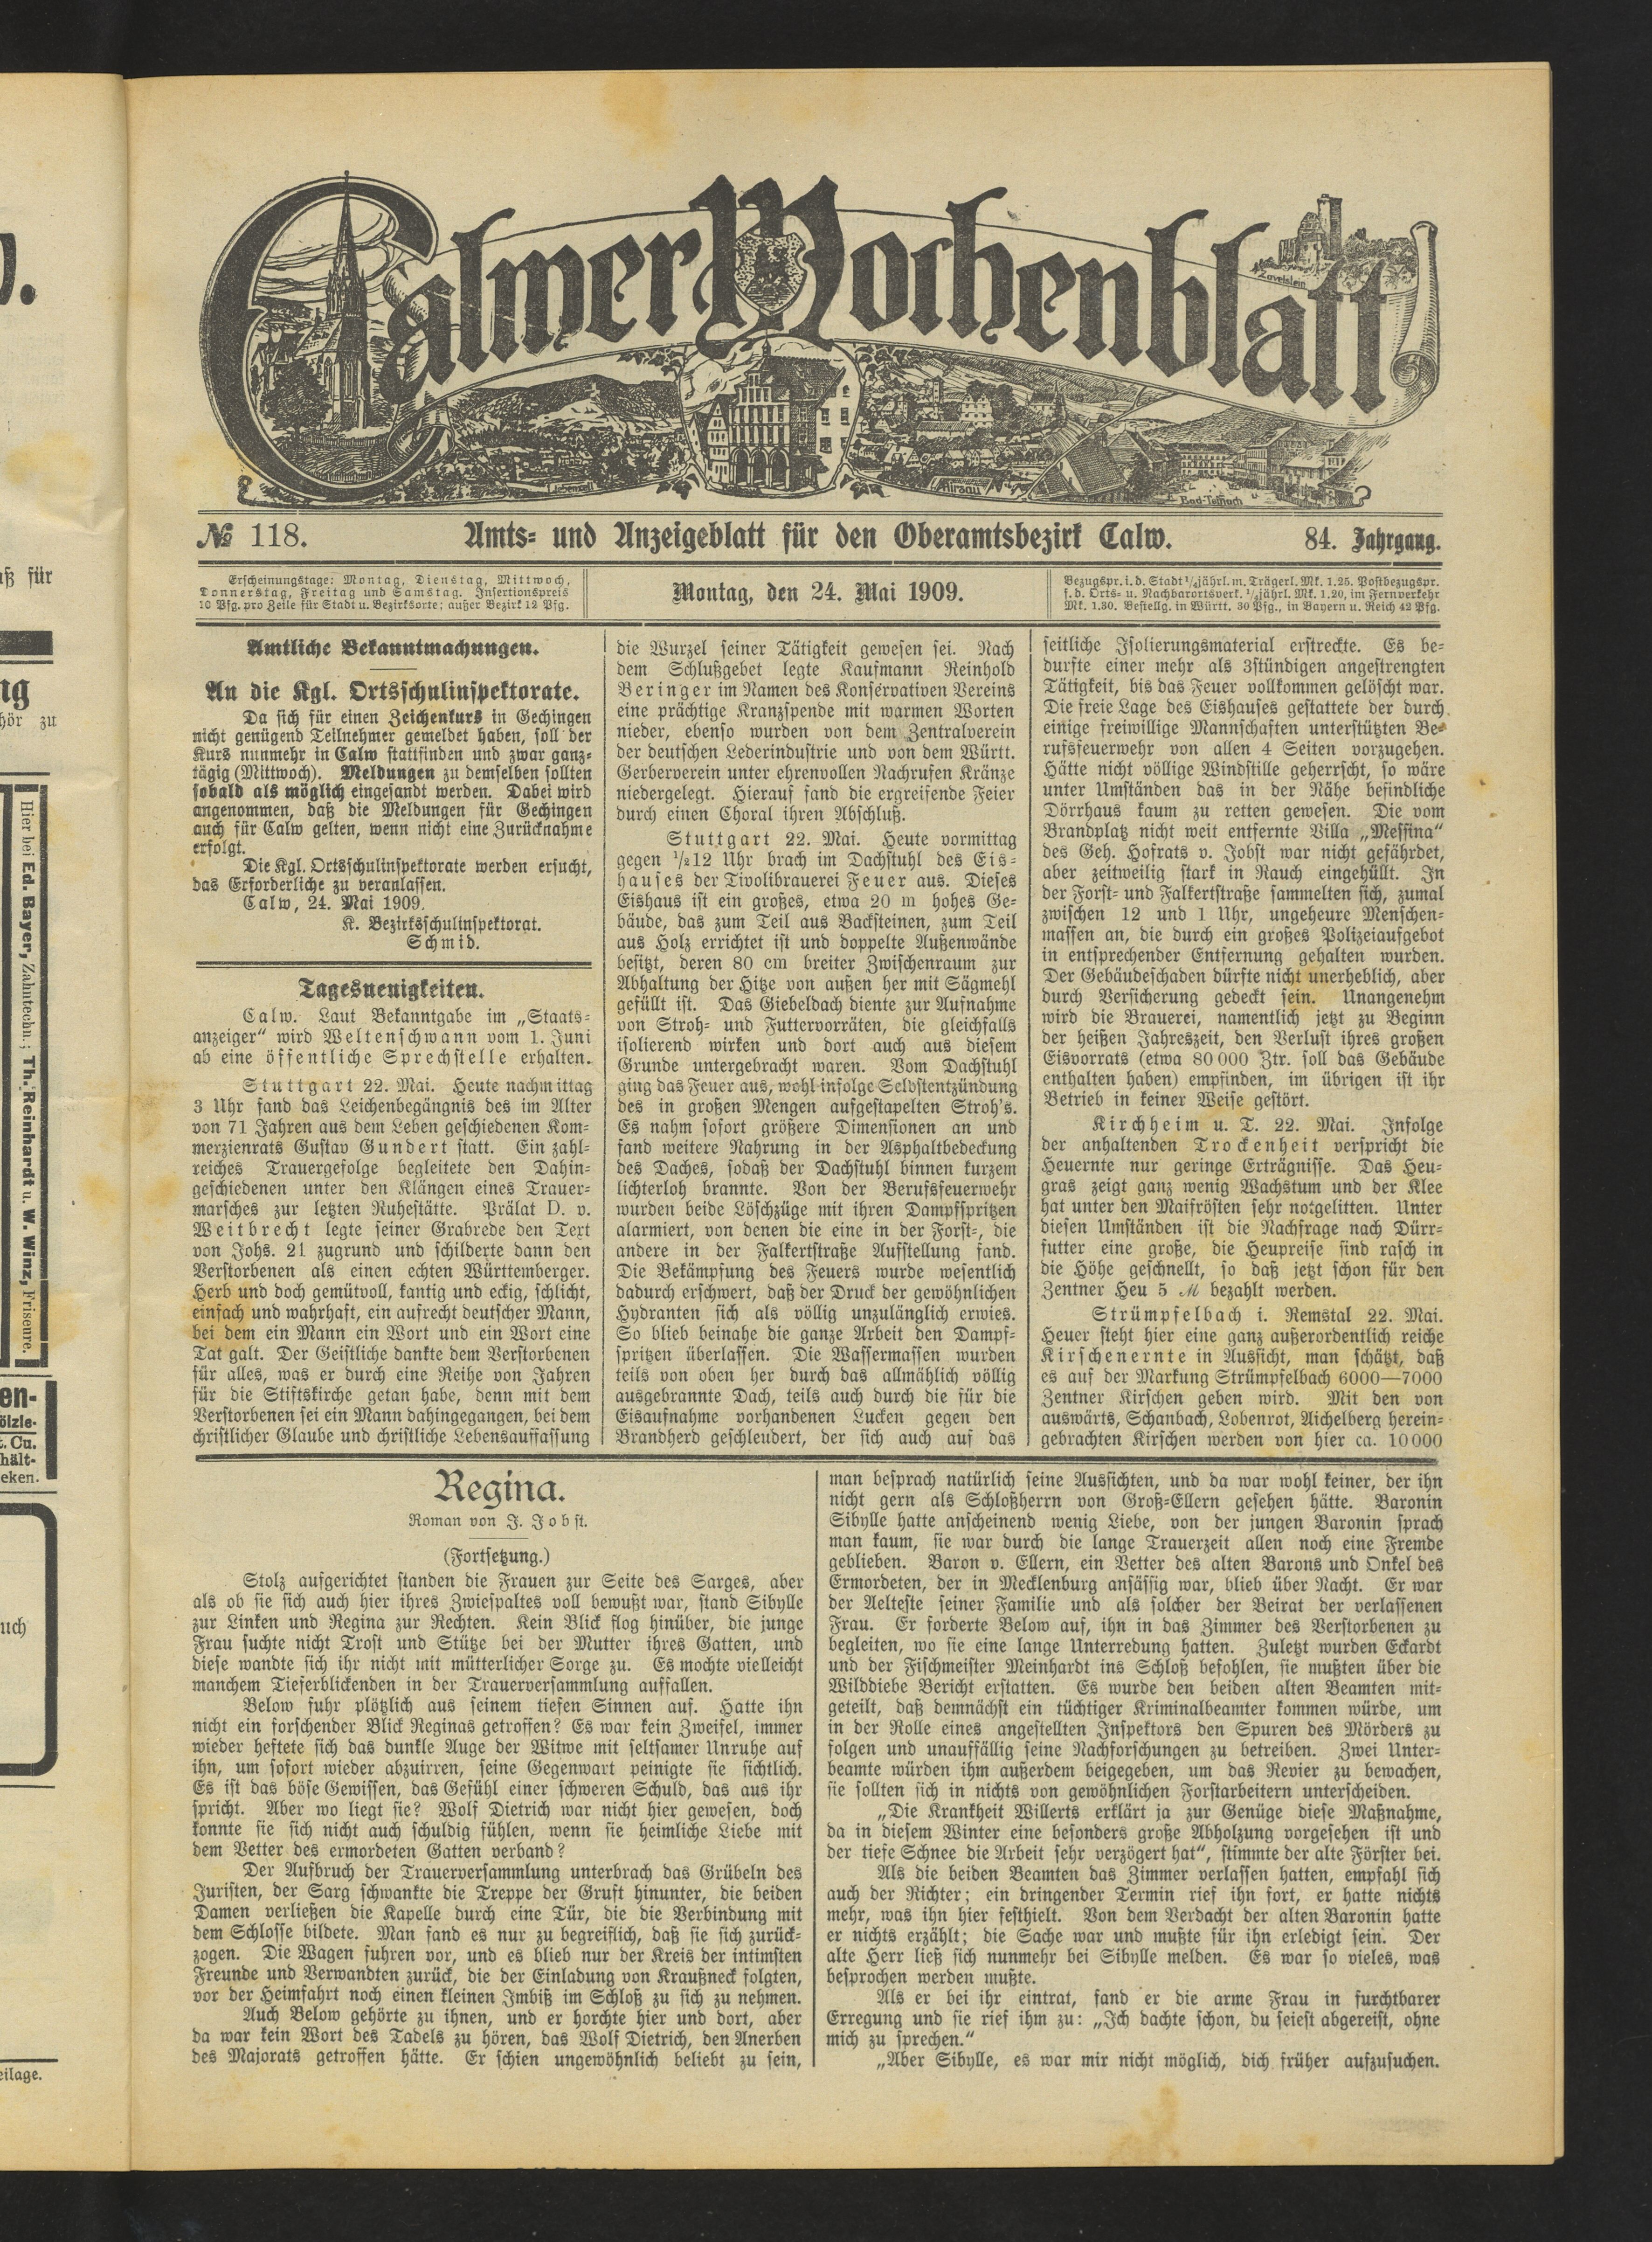 Calwer Wochenblatt
Zavelstein
Liebenzell
Hirsau
Bad-Teinach
№ 118.
Amts- und Anzeigeblatt für den Oberamtsbezirk Calw.
84. Jahrgang.
Erscheinungstage: Montag, Dienstag, Mittwoch,
Donnerstag, Freitag und Samstag. Insertionspreis
10 Pfg. pro Zeile für Stadt u. Bezirksorte; außer Bezirk 12 Pfg.
Montag, den 24. Mai 1909.
Bezugspr. i. d. Stadt ¼jährl. m. Trägerl. Mk. 1.25. Postbezugspr.
f. d. Orts- u. Nachbarortsverk. ¼jährl. Mk. 1.20, im Fernverkehr
Mk. 1.30. Bestellg. in Württ. 30 Pfg., in Bayern u. Reich 42 Pfg.
Amtliche Bekanntmachungen.
An die Kgl. Ortsschulinspektorate.
Da sich für einen Zeichenkurs in Gechingen
nicht genügend Teilnehmer gemeldet haben, soll der
Kurs nunmehr in Calw stattfinden und zwar ganz-
tägig (Mittwoch). Meldungen zu demselben sollten
sobald als möglich eingesandt werden. Dabei wird
angenommen, daß die Meldungen für Gechingen
auch für Calw gelten, wenn nicht eine Zurücknahme
erfolgt.
Die Kgl. Ortsschulinspektorate werden ersucht,
das Erforderliche zu veranlassen.
Calw, 24. Mai 1909.
K. Bezirksschulinspektorat.
Schmid.
Tagesneuigkeiten.
Calw. Laut Bekanntgabe im „Staats-
anzeiger“ wird Weltenschwann vom 1. Juni
ab eine öffentliche Sprechstelle erhalten.
Stuttgart 22. Mai. Heute nachmittag
3 Uhr fand das Leichenbegängnis des im Alter
von 71 Jahren aus dem Leben geschiedenen Kom-
merzienrats Gustav Gundert statt. Ein zahl-
reiches Trauergefolge begleitete den Dahin-
geschiedenen unter den Klängen eines Trauer-
marsches zur letzten Ruhestätte. Prälat D. v.
Weitbrecht legte seiner Grabrede den Text
von Johs. 21 zugrund und schilderte dann den
Verstorbenen als einen echten Württemberger.
Herb und doch gemütvoll, kantig und eckig, schlicht,
einfach und wahrhaft, ein aufrecht deutscher Mann,
bei dem ein Mann ein Wort und ein Wort eine
Tat galt. Der Geistliche dankte dem Verstorbenen
für alles, was er durch eine Reihe von Jahren
für die Stiftskirche getan habe, denn mit dem
Verstorbenen sei ein Mann dahingegangen, bei dem
christlicher Glaube und christliche Lebensauffassung
die Wurzel seiner Tätigkeit gewesen sei. Nach
dem Schlußgebet legte Kaufmann Reinhold
Beringer im Namen des Konservativen Vereins
eine prächtige Kranzspende mit warmen Worten
nieder, ebenso wurden von dem Zentralverein
der deutschen Lederindustrie und von dem Württ.
Gerberverein unter ehrenvollen Nachrufen Kränze
niedergelegt. Hierauf fand die ergreifende Feier
durch einen Choral ihren Abschluß.
Stuttgart 22. Mai. Heute vormittag
gegen ½12 Uhr brach im Dachstuhl des Eis-
hauses der Tivolibrauerei Feuer aus. Dieses
Eishaus ist ein großes, etwa 20 m hohes Ge-
bäude, das zum Teil aus Backsteinen, zum Teil
aus Holz errichtet ist und doppelte Außenwände
besitzt, deren 80 cm breiter Zwischenraum zur
Abhaltung der Hitze von außen her mit Sägmehl
gefüllt ist. Das Giebeldach diente zur Aufnahme
von Stroh- und Futtervorräten, die gleichfalls
isolierend wirken und dort auch aus diesem
Grunde untergebracht waren. Vom Dachstuhl
ging das Feuer aus, wohl infolge Selbstentzündung
des in großen Mengen aufgestapelten Stroh's.
Es nahm sofort größere Dimensionen an und
fand weitere Nahrung in der Asphaltbedeckung
des Daches, sodaß der Dachstuhl binnen kurzem
lichterloh brannte. Von der Berufsfeuerwehr
wurden beide Löschzüge mit ihren Dampfspritzen
alarmiert, von denen die eine in der Forst-, die
andere in der Falkertstraße Aufstellung fand.
Die Bekämpfung des Feuers wurde wesentlich
dadurch erschwert, daß der Druck der gewöhnlichen
Hydranten sich als völlig unzulänglich erwies.
So blieb beinahe die ganze Arbeit den Dampf-
spritzen überlassen. Die Wassermassen wurden
teils von oben her durch das allmählich völlig
ausgebrannte Dach, teils auch durch die für die
Eisaufnahme vorhandenen Lucken gegen den
Brandherd geschleudert, der sich auch auf das
seitliche Isolierungsmaterial erstreckte. Es be-
durfte einer mehr als 3stündigen angestrengten
Tätigkeit, bis das Feuer vollkommen gelöscht war.
Die freie Lage des Eishauses gestattete der durch
einige freiwillige Mannschaften unterstützten Be-
rufsfeuerwehr von allen 4 Seiten vorzugehen.
Hätte nicht völlige Windstille geherrscht, so wäre
unter Umständen das in der Nähe befindliche
Dörrhaus kaum zu retten gewesen. Die vom
Brandplatz nicht weit entfernte Villa „Messina“
des Geh. Hofrats v. Jobst war nicht gefährdet,
aber zeitweilig stark in Rauch eingehüllt. In
der Forst- und Falkertstraße sammelten sich, zumal
zwischen 12 und 1 Uhr, ungeheure Menschen-
massen an, die durch ein großes Polizeiaufgebot
in entsprechender Entfernung gehalten wurden.
Der Gebäudeschaden dürfte nicht unerheblich, aber
durch Versicherung gedeckt sein. Unangenehm
wird die Brauerei, namentlich jetzt zu Beginn
der heißen Jahreszeit, den Verlust ihres großen
Eisvorrats (etwa 80 000 Ztr. soll das Gebäude
enthalten haben) empfinden, im übrigen ist ihr
Betrieb in keiner Weise gestört.
Kirchheim u. T. 22. Mai. Infolge
der anhaltenden Trockenheit verspricht die
Heuernte nur geringe Erträgnisse. Das Heu-
gras zeigt ganz wenig Wachstum und der Klee
hat unter den Maifrösten sehr notgelitten. Unter
diesen Umständen ist die Nachfrage nach Dürr-
futter eine große, die Heupreise sind rasch in
die Höhe geschnellt, so daß jetzt schon für den
Zentner Heu 5 ℳ bezahlt werden.
Strümpfelbach i. Remstal 22. Mai.
Heuer steht hier eine ganz außerordentlich reiche
Kirschenernte in Aussicht, man schätzt, daß
es auf der Markung Strümpfelbach 6000—7000
Zentner Kirschen geben wird. Mit den von
auswärts, Schanbach, Lobenrot, Aichelberg herein-
gebrachten Kirschen werden von hier ca. 10 000
Regina.
Roman von J. Jobst.
(Fortsetzung.)
Stolz aufgerichtet standen die Frauen zur Seite des Sarges, aber
als ob sie sich auch hier ihres Zwiespaltes voll bewußt war, stand Sibylle
zur Linken und Regina zur Rechten. Kein Blick flog hinüber, die junge
Frau suchte nicht Trost und Stütze bei der Mutter ihres Gatten, und
diese wandte sich ihr nicht mit mütterlicher Sorge zu. Es mochte vielleicht
manchem Tieferblickenden in der Trauerversammlung auffallen.
Below fuhr plötzlich aus seinem tiefen Sinnen auf. Hatte ihn
nicht ein forschender Blick Reginas getroffen? Es war kein Zweifel, immer
wieder heftete sich das dunkle Auge der Witwe mit seltsamer Unruhe auf
ihn, um sofort wieder abzuirren, seine Gegenwart peinigte sie sichtlich.
Es ist das böse Gewissen, das Gefühl einer schweren Schuld, das aus ihr
spricht. Aber wo liegt sie? Wolf Dietrich war nicht hier gewesen, doch
konnte sie sich nicht auch schuldig fühlen, wenn sie heimliche Liebe mit
dem Vetter des ermordeten Gatten verband?
Der Aufbruch der Trauerversammlung unterbrach das Grübeln des
Juristen, der Sarg schwankte die Treppe der Gruft hinunter, die beiden
Damen verließen die Kapelle durch eine Tür, die die Verbindung mit
dem Schlosse bildete. Man fand es nur zu begreiflich, daß sie sich zurück-
zogen. Die Wagen fuhren vor, und es blieb nur der Kreis der intimsten
Freunde und Verwandten zurück, die der Einladung von Kraußneck folgten,
vor der Heimfahrt noch einen kleinen Imbiß im Schloß zu sich zu nehmen.
Auch Below gehörte zu ihnen, und er horchte hier und dort, aber
da war kein Wort des Tadels zu hören, das Wolf Dietrich, den Anerben
des Majorats getroffen hätte. Er schien ungewöhnlich beliebt zu sein,
man besprach natürlich seine Aussichten, und da war wohl keiner, der ihn
nicht gern als Schloßherrn von Groß-Ellern gesehen hätte. Baronin
Sibylle hatte anscheinend wenig Liebe, von der jungen Baronin sprach
man kaum, sie war durch die lange Trauerzeit allen noch eine Fremde
geblieben. Baron v. Ellern, ein Vetter des alten Barons und Onkel des
Ermordeten, der in Mecklenburg ansässig war, blieb über Nacht. Er war
der Aelteste seiner Familie und als solcher der Beirat der verlassenen
Frau. Er forderte Below auf, ihn in das Zimmer des Verstorbenen zu
begleiten, wo sie eine lange Unterredung hatten. Zuletzt wurden Eckardt
und der Fischmeister Meinhardt ins Schloß befohlen, sie mußten über die
Wilddiebe Bericht erstatten. Es wurde den beiden alten Beamten mit-
geteilt, daß demnächst ein tüchtiger Kriminalbeamter kommen würde, um
in der Rolle eines angestellten Inspektors den Spuren des Mörders zu
folgen und unauffällig seine Nachforschungen zu betreiben. Zwei Unter-
beamte würden ihm außerdem beigegeben, um das Revier zu bewachen,
sie sollten sich in nichts von gewöhnlichen Forstarbeitern unterscheiden.
„Die Krankheit Willerts erklärt ja zur Genüge diese Maßnahme,
da in diesem Winter eine besonders große Abholzung vorgesehen ist und
der tiefe Schnee die Arbeit sehr verzögert hat“, stimmte der alte Förster bei.
Als die beiden Beamten das Zimmer verlassen hatten, empfahl sich
auch der Richter; ein dringender Termin rief ihn fort, er hatte nichts
mehr, was ihn hier festhielt. Von dem Verdacht der alten Baronin hatte
er nichts erzählt; die Sache war und mußte für ihn erledigt sein. Der
alte Herr ließ sich nunmehr bei Sibylle melden. Es war so vieles, was
besprochen werden mußte.
Als er bei ihr eintrat, fand er die arme Frau in furchtbarer
Erregung und sie rief ihm zu: „Ich dachte schon, du seiest abgereist, ohne
mich zu sprechen.“
„Aber Sibylle, es war mir nicht möglich, dich früher aufzusuchen.
Hier bei Ed. Bayer, Zahntechn.; Th. Reinhardt u. W. Winz, Friseure.